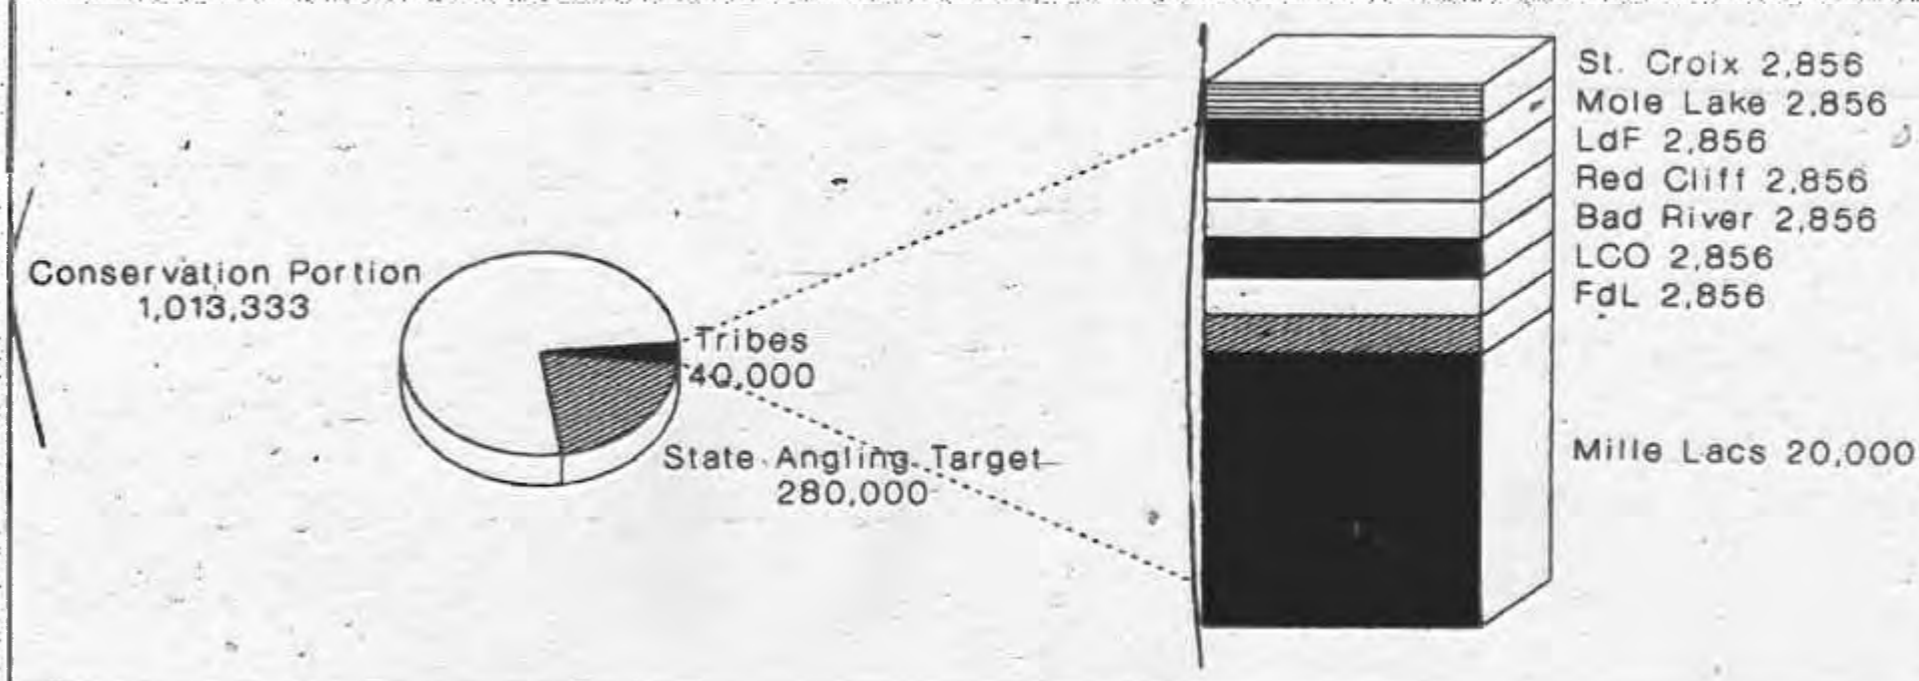 Conservation Portion
1,013,333
Tribes
40,000
State Angling Target
280,000
St. Croix 2,856
Mole Lake 2,856
LdF 2,856
Red Cliff 2,856
Bad River 2,856
LCO 2,856
FdL 2,856
Mille Lacs 20,000